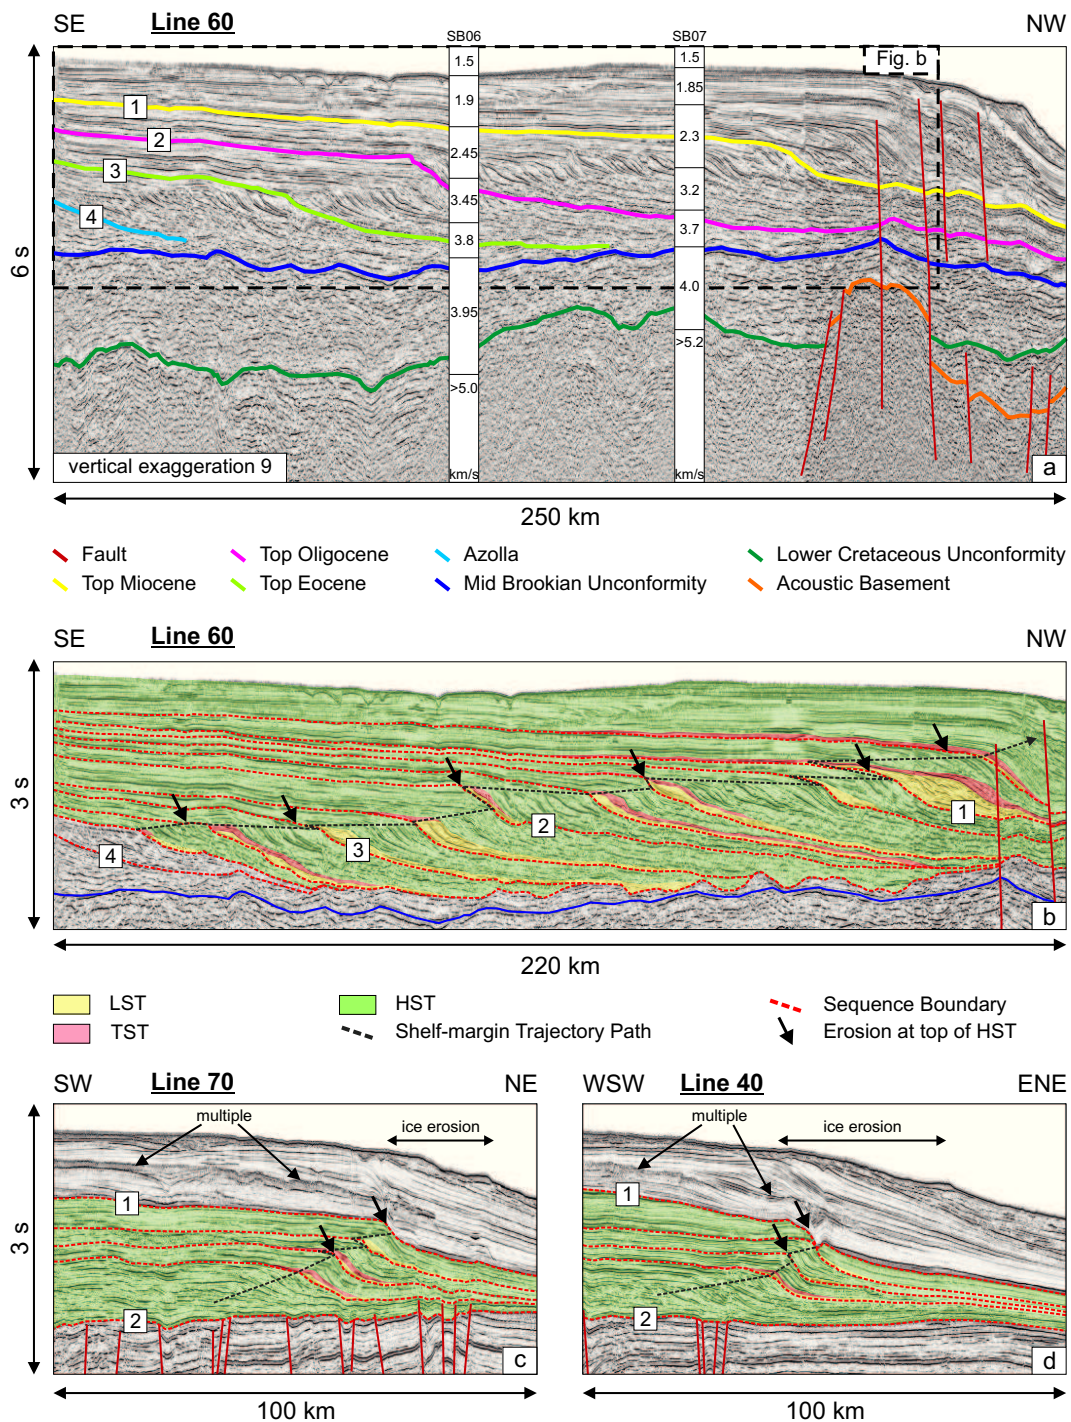 SE Line 60 NW
SB06 SB07
1.5 1.5
Fig. b
1.85
1 1.9
2 2.45 2.3
3
3.45 3.2
4 3.8 3.7
6 s
4.0
3.95
>5.2
>5.0
vertical exaggeration 9 km/s km/s a
250 km
Fault Top Oligocene Azolla Lower Cretaceous Unconformity
Top Miocene Top Eocene Mid Brookian Unconformity Acoustic Basement
SE Line 60 NW
3 s
1
2
3
4
b
220 km
LST HST Sequence Boundary
TST Shelf-margin Trajectory Path Erosion at top of HST
SW Line 70 NE
multiple ice erosion
3 s
1
2
c
100 km
WSW Line 40 ENE
multiple ice erosion
1
2
d
100 km